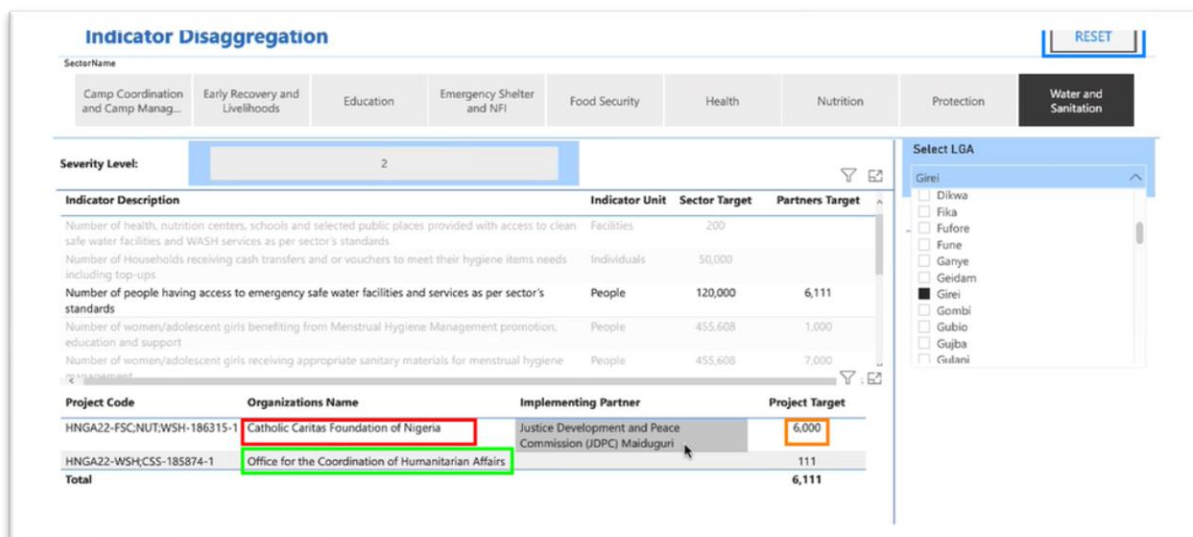 Indicator Disaggregation
RESET
SectorName
Camp Coordination and Camp Manag...
Early Recovery and Livelihoods
Education
Emergency Shelter and NFI
Food Security
Health
Nutrition
Protection
Water and Sanitation
Severity Level:
2
Select LGA
Girei
Dikwa
Fika
Fufore
Fune
Ganye
Geidam
Girei
Gombi
Gubio
Gujba
Gulani
Indicator Description Indicator Unit Sector Target Partners Target
Number of health, nutrition centers, schools and selected public places provided with access to clean Facilities 200
safe water facilities and WASH services as per sector's standards
Number of Households receiving cash transfers and or vouchers to meet their hygiene items needs Individuals 50,000
including top-ups
Number of people having access to emergency safe water facilities and services as per sector's People 120,000 6,111
standards
Number of women/adolescent girls benefiting from Menstrual Hygiene Management promotion, People 455,608 1,000
education and support
Number of women/adolescent girls receiving appropriate sanitary materials for menstrual hygiene People 455,608 7,000
management
Project Code Organizations Name Implementing Partner Project Target
HNGA22-FSC;NUT;WSH-186315-1 Catholic Caritas Foundation of Nigeria Justice Development and Peace 6,000
Commission (JDPC) Maiduguri
HNGA22-WSH;CSS-185874-1 Office for the Coordination of Humanitarian Affairs 111
Total 6,111